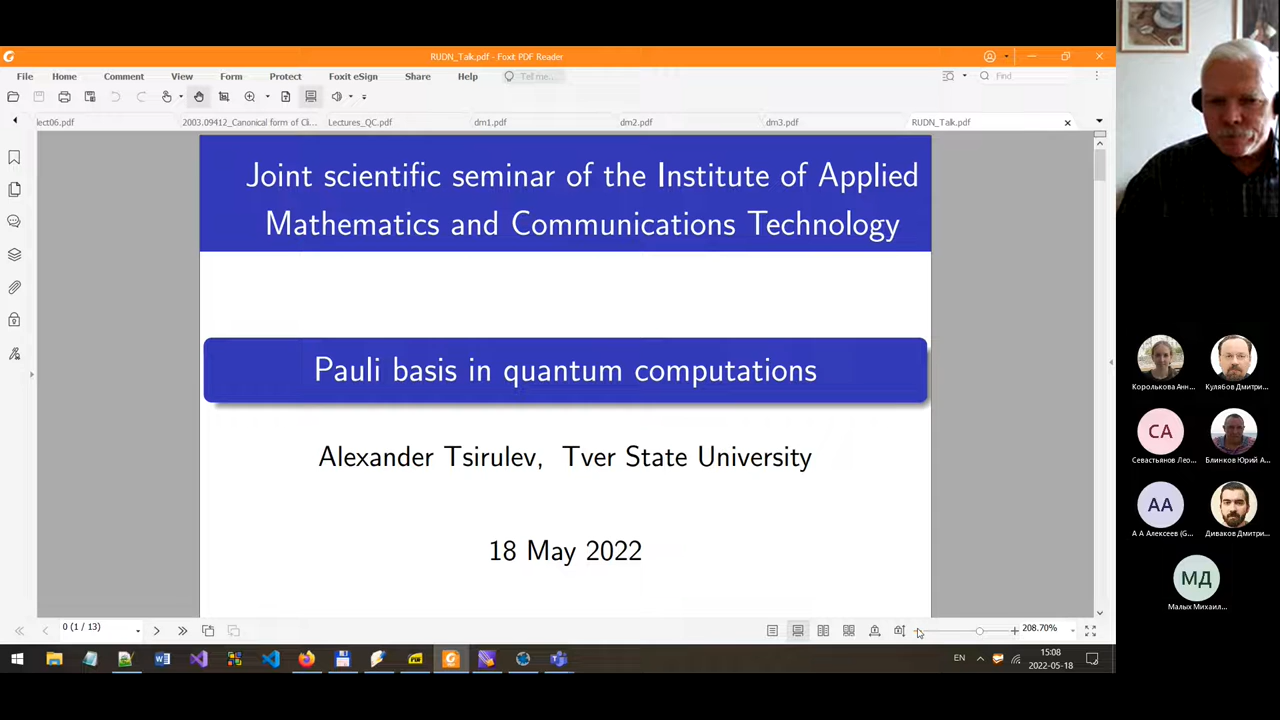 RUDN_Talk.pdf - Foxit PDF Reader
File Home Comment View Form Protect Foxit eSign Share Help Tell me... Find
lect06.pdf 2003.09412_Canonical form of Cli... Lectures_QC.pdf dm1.pdf dm2.pdf dm3.pdf RUDN_Talk.pdf
Joint scientific seminar of the Institute of Applied
Mathematics and Communications Technology
Pauli basis in quantum computations
Alexander Tsirulev, Tver State University
18 May 2022
0 (1 / 13)
208.70%
EN
15:08
2022-05-18
Королькова Анн...
Кулябов Дмитри...
СА
Севастьянов Лео...
Блинков Юрий А...
АА
А А Алексеев (G...
Диваков Дмитри...
МД
Малых Михаил...